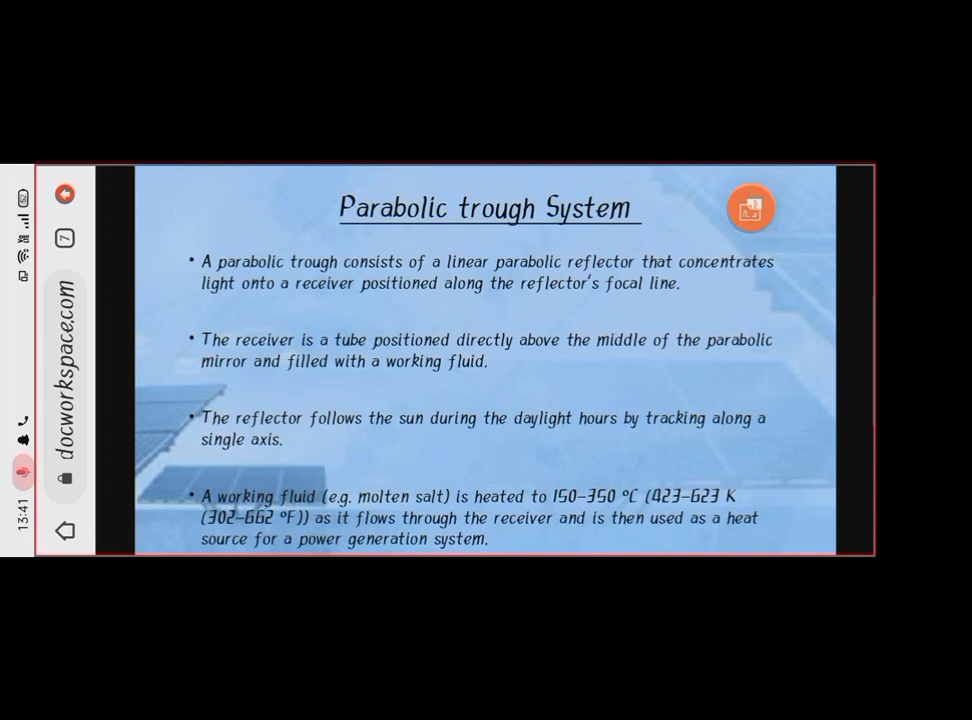 Parabolic trough System
• A parabolic trough consists of a linear parabolic reflector that concentrates
light onto a receiver positioned along the reflector's focal line.
• The receiver is a tube positioned directly above the middle of the parabolic
mirror and filled with a working fluid.
• The reflector follows the sun during the daylight hours by tracking along a
single axis.
• A working fluid (e.g. molten salt) is heated to 150–350 °C (423–623 K
(302–662 °F)) as it flows through the receiver and is then used as a heat
source for a power generation system.
13:41
52
7
docworkspace.com